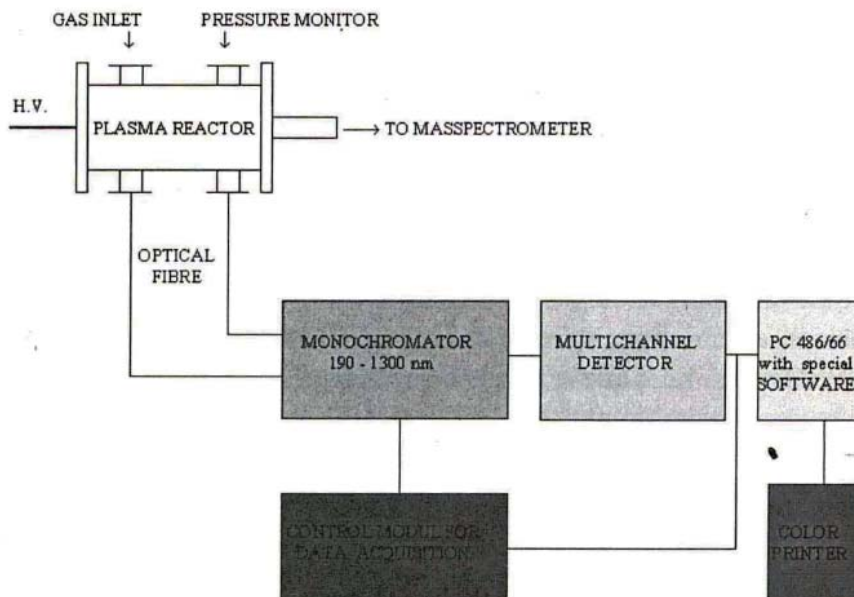 GAS INLET
PRESSURE MONITOR
H.V.
PLASMA REACTOR
TO MASSPECTROMETER
OPTICAL
FIBRE
MONOCHROMATOR
190 - 1300 nm
MULTICHANNEL
DETECTOR
PC 486/66
with special
SOFTWARE
CONTROL MODUL FOR
DATA ACQUISITION
COLOR
PRINTER